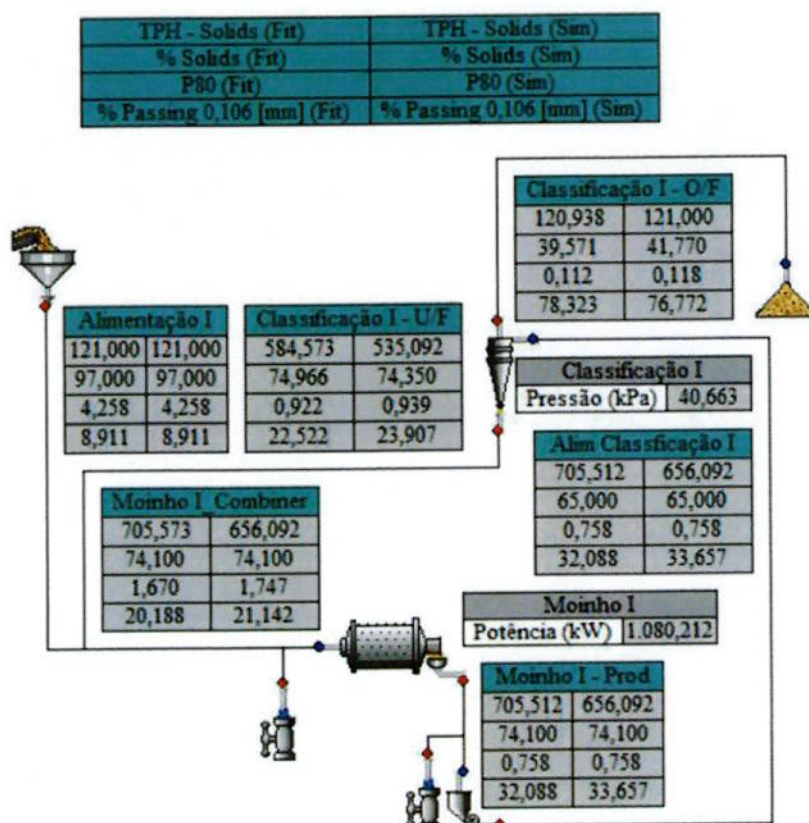 TPH - Solids (Fit) TPH - Solids (Sim)
% Solids (Fit) % Solids (Sim)
P80 (Fit) P80 (Sim)
% Passing 0,106 [mm] (Fit) % Passing 0,106 [mm] (Sim)
Classificação I - O/F
120,938 121,000
39,571 41,770
0,112 0,118
78,323 76,772
Alimentação I
121,000 121,000
97,000 97,000
4,258 4,258
8,911 8,911
Classificação I - U/F
584,573 535,092
74,966 74,350
0,922 0,939
22,522 23,907
Classificação I
Pressão (kPa) 40,663
Alim Classficação I
705,512 656,092
65,000 65,000
0,758 0,758
32,088 33,657
Moinho I_Combiner
705,573 656,092
74,100 74,100
1,670 1,747
20,188 21,142
Moinho I
Potência (kW) 1.080,212
Moinho I - Prod
705,512 656,092
74,100 74,100
0,758 0,758
32,088 33,657